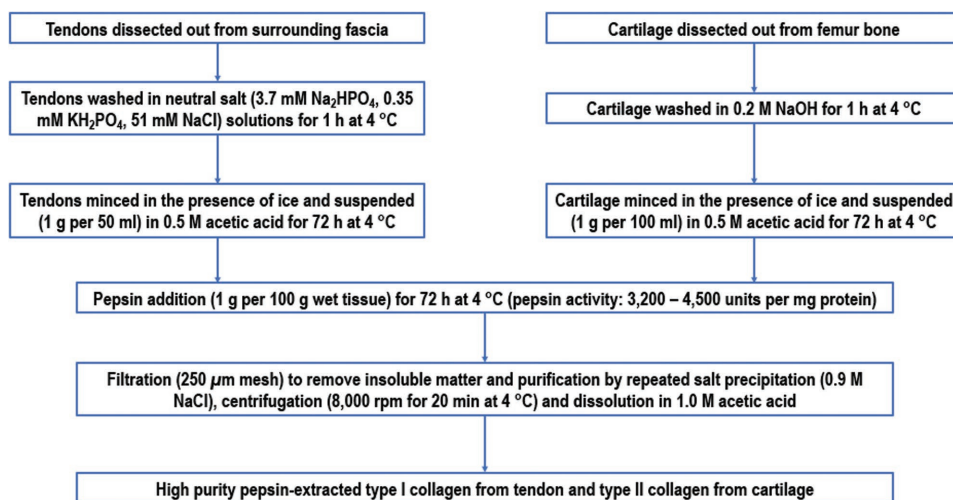 Tendons dissected out from surrounding fascia
Cartilage dissected out from femur bone
Tendons washed in neutral salt (3.7 mM Na₂HPO₄, 0.35
mM KH₂PO₄, 51 mM NaCl) solutions for 1 h at 4 °C
Cartilage washed in 0.2 M NaOH for 1 h at 4 °C
Tendons minced in the presence of ice and suspended
(1 g per 50 ml) in 0.5 M acetic acid for 72 h at 4 °C
Cartilage minced in the presence of ice and suspended
(1 g per 100 ml) in 0.5 M acetic acid for 72 h at 4 °C
Pepsin addition (1 g per 100 g wet tissue) for 72 h at 4 °C (pepsin activity: 3,200 – 4,500 units per mg protein)
Filtration (250 µm mesh) to remove insoluble matter and purification by repeated salt precipitation (0.9 M
NaCl), centrifugation (8,000 rpm for 20 min at 4 °C) and dissolution in 1.0 M acetic acid
High purity pepsin-extracted type I collagen from tendon and type II collagen from cartilage